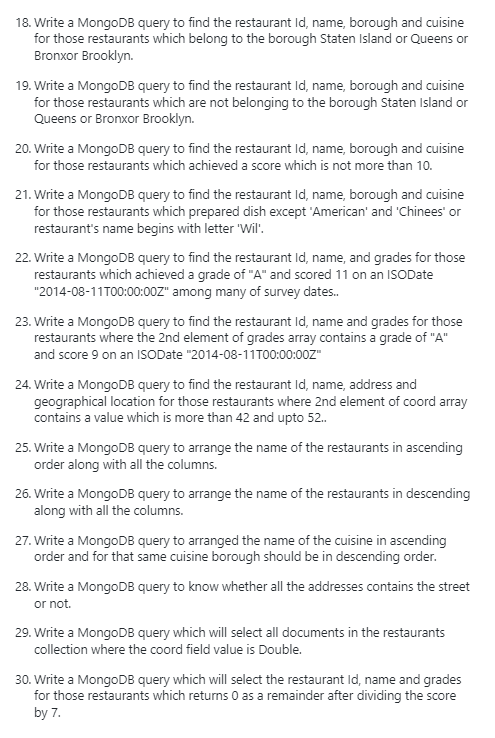 18. Write a MongoDB query to find the restaurant Id, name, borough and cuisine
for those restaurants which belong to the borough Staten Island or Queens or
Bronxor Brooklyn.
19. Write a MongoDB query to find the restaurant Id, name, borough and cuisine
for those restaurants which are not belonging to the borough Staten Island or
Queens or Bronxor Brooklyn.
20. Write a MongoDB query to find the restaurant Id, name, borough and cuisine
for those restaurants which achieved a score which is not more than 10.
21. Write a MongoDB query to find the restaurant Id, name, borough and cuisine
for those restaurants which prepared dish except 'American' and 'Chinees' or
restaurant's name begins with letter 'Wil'.
22. Write a MongoDB query to find the restaurant Id, name, and grades for those
restaurants which achieved a grade of "A" and scored 11 on an ISODate
"2014-08-11T00:00:00Z" among many of survey dates..
23. Write a MongoDB query to find the restaurant Id, name and grades for those
restaurants where the 2nd element of grades array contains a grade of "A"
and score 9 on an ISODate "2014-08-11T00:00:00Z"
24. Write a MongoDB query to find the restaurant Id, name, address and
geographical location for those restaurants where 2nd element of coord array
contains a value which is more than 42 and upto 52..
25. Write a MongoDB query to arrange the name of the restaurants in ascending
order along with all the columns.
26. Write a MongoDB query to arrange the name of the restaurants in descending
along with all the columns.
27. Write a MongoDB query to arranged the name of the cuisine in ascending
order and for that same cuisine borough should be in descending order.
28. Write a MongoDB query to know whether all the addresses contains the street
or not.
29. Write a MongoDB query which will select all documents in the restaurants
collection where the coord field value is Double.
30. Write a MongoDB query which will select the restaurant Id, name and grades
for those restaurants which returns 0 as a remainder after dividing the score
by 7.